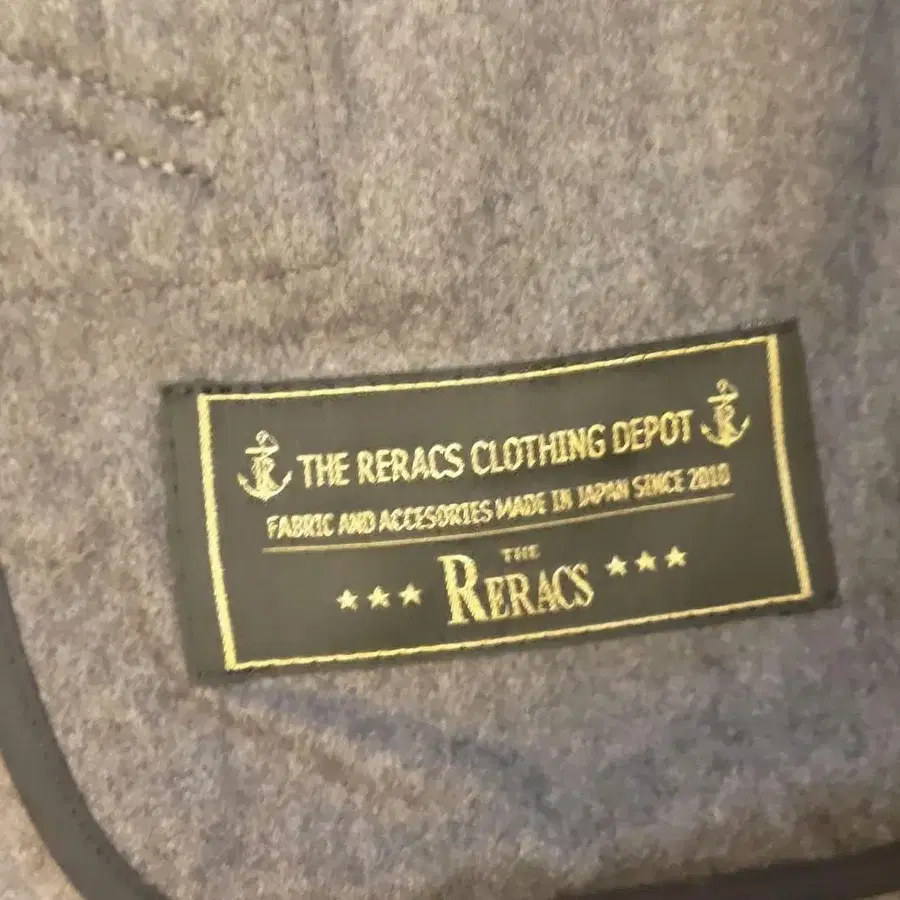 THE RERACS CLOTHING DEPOT
FABRIC AND ACCESORIES MADE IN JAPAN SINCE 2010
THE
RERACS